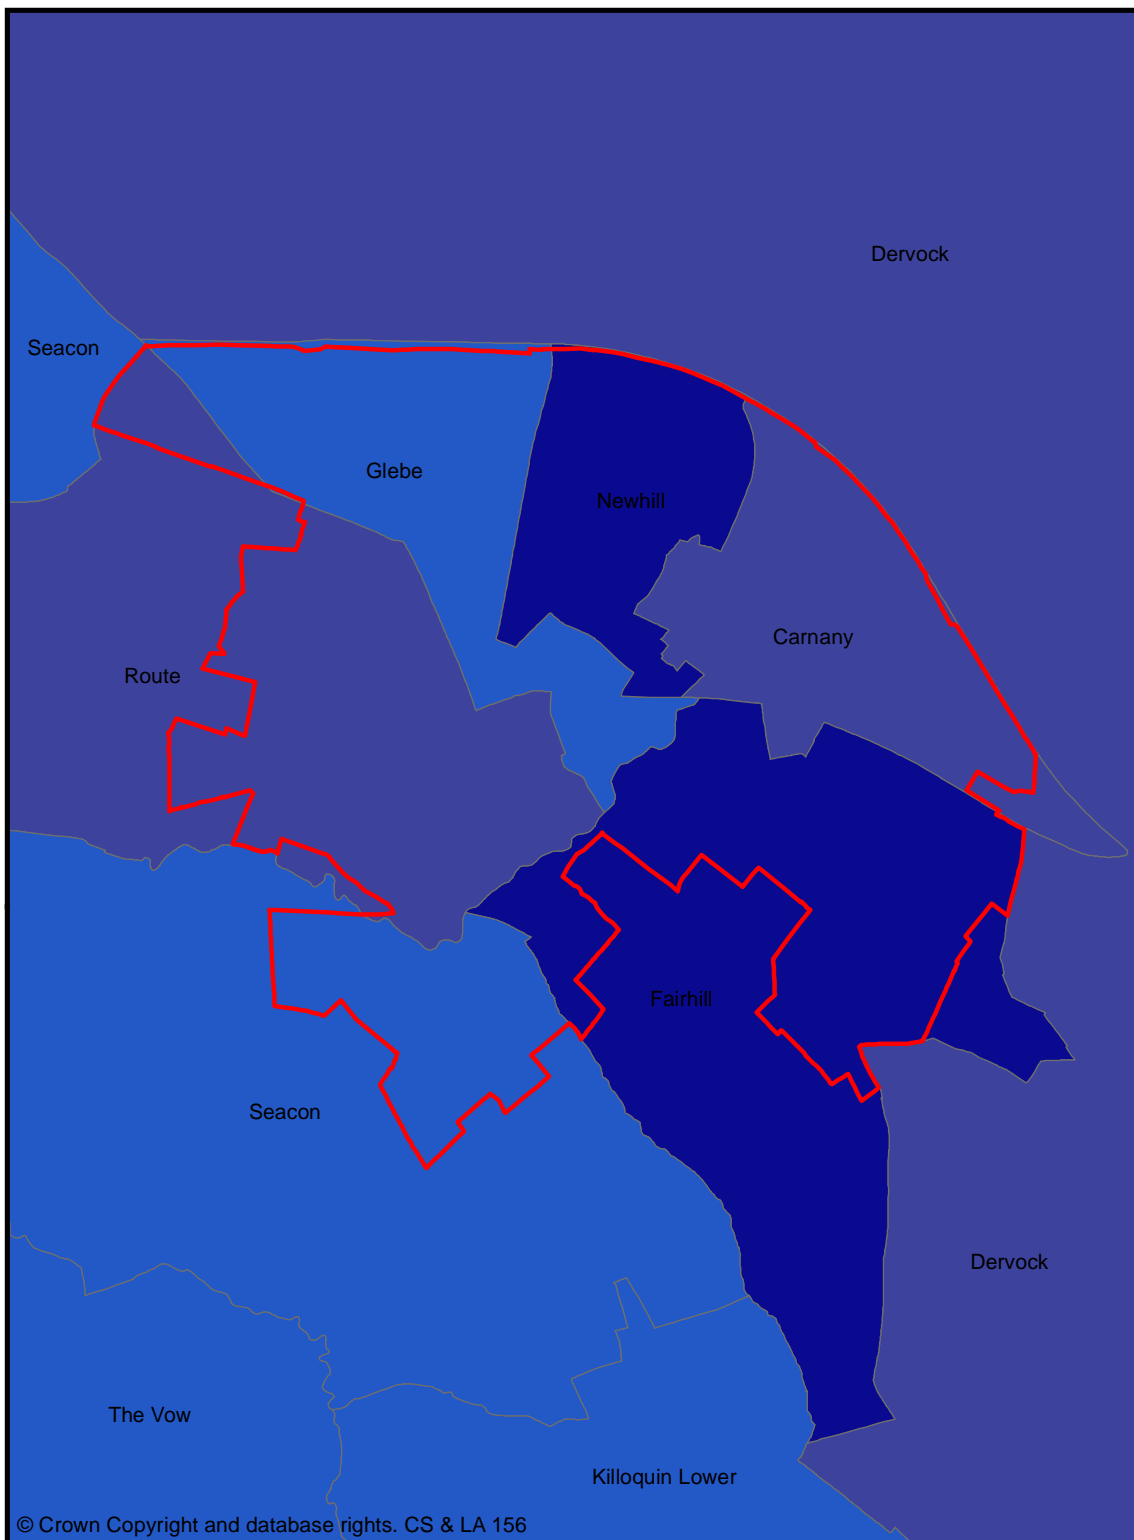 Dervock
Seacon
Glebe
Newhill
Carnany
Route
Fairhill
Seacon
Dervock
The Vow
Killoquin Lower
© Crown Copyright and database rights. CS & LA 156